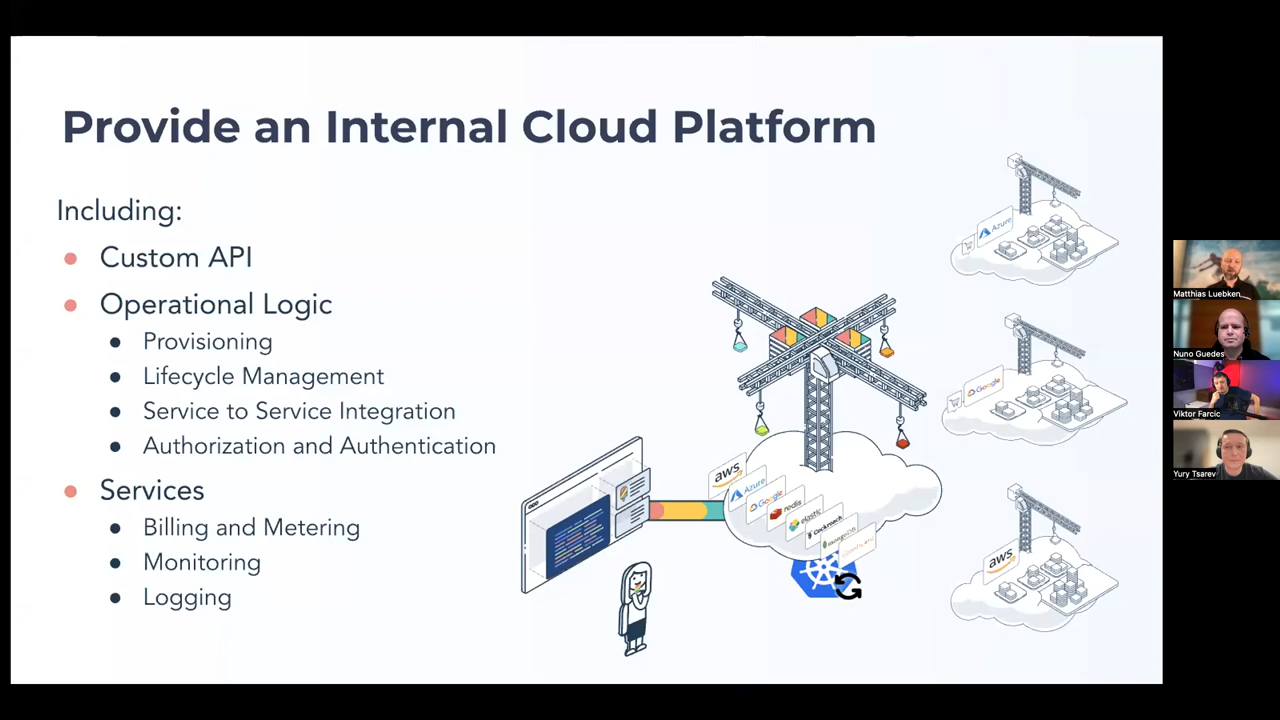 Provide an Internal Cloud Platform
Including:
Custom API
Operational Logic
Provisioning
Lifecycle Management
Service to Service Integration
Authorization and Authentication
Services
Billing and Metering
Monitoring
Logging
aws
Azure
Google
redis
elastic
Cockroach
mongoDB
Azure
Google
aws
Matthias Luebken
Nuno Guedes
Viktor Farcic
Yury Tsarev